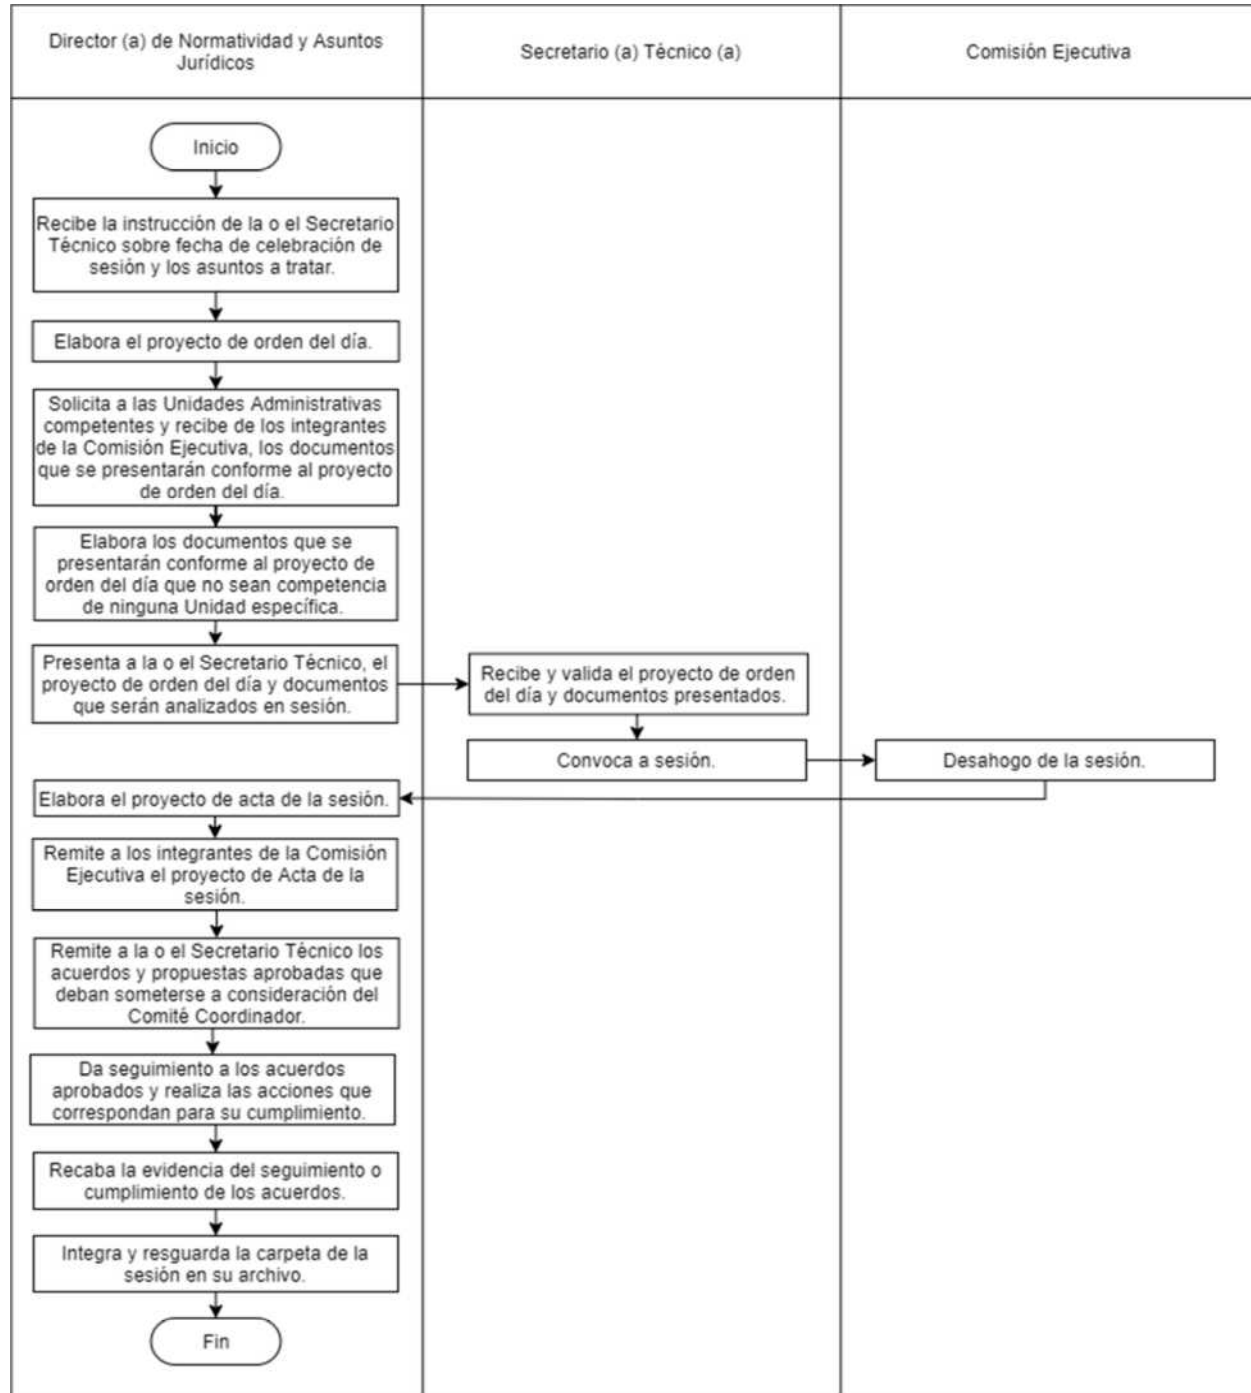 Director (a) de Normatividad y Asuntos
Jurídicos
Secretario (a) Técnico (a)
Comisión Ejecutiva
Inicio
Recibe la instrucción de la o el Secretario
Técnico sobre fecha de celebración de
sesión y los asuntos a tratar.
Elabora el proyecto de orden del día.
Solicita a las Unidades Administrativas
competentes y recibe de los integrantes
de la Comisión Ejecutiva, los documentos
que se presentarán conforme al proyecto
de orden del día.
Elabora los documentos que se
presentarán conforme al proyecto de
orden del día que no sean competencia
de ninguna Unidad específica.
Presenta a la o el Secretario Técnico, el
proyecto de orden del día y documentos
que serán analizados en sesión.
Recibe y valida el proyecto de orden
del día y documentos presentados.
Convoca a sesión.
Desahogo de la sesión.
Elabora el proyecto de acta de la sesión.
Remite a los integrantes de la Comisión
Ejecutiva el proyecto de Acta de la
sesión.
Remite a la o el Secretario Técnico los
acuerdos y propuestas aprobadas que
deban someterse a consideración del
Comité Coordinador.
Da seguimiento a los acuerdos
aprobados y realiza las acciones que
correspondan para su cumplimiento.
Recaba la evidencia del seguimiento o
cumplimiento de los acuerdos.
Integra y resguarda la carpeta de la
sesión en su archivo.
Fin